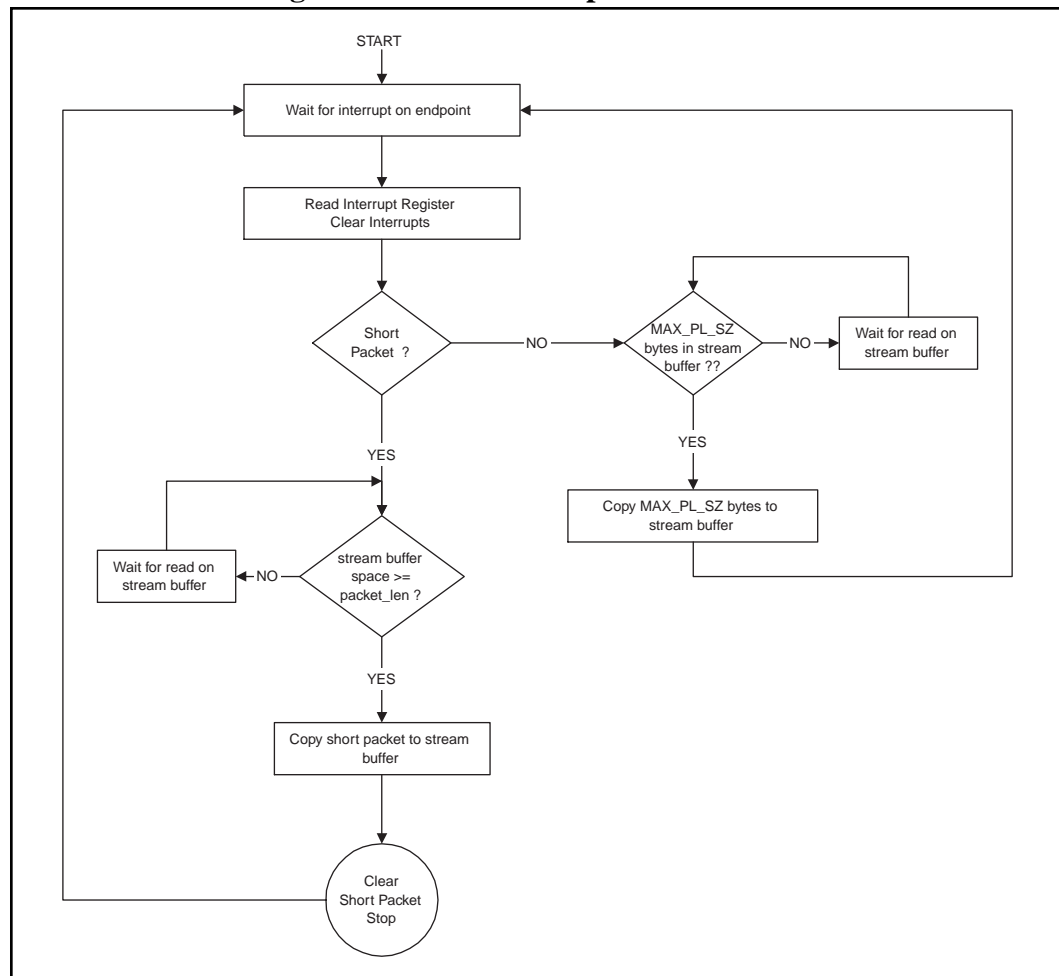 START
Wait for interrupt on endpoint
Read Interrupt Register
Clear Interrupts
Short
Packet ?
NO
MAX_PL_SZ
bytes in stream
buffer ??
NO
Wait for read on
stream buffer
YES
YES
Copy MAX_PL_SZ bytes to
stream buffer
Wait for read on
stream buffer
NO
stream buffer
space >=
packet_len ?
YES
Copy short packet to stream
buffer
Clear
Short Packet
Stop